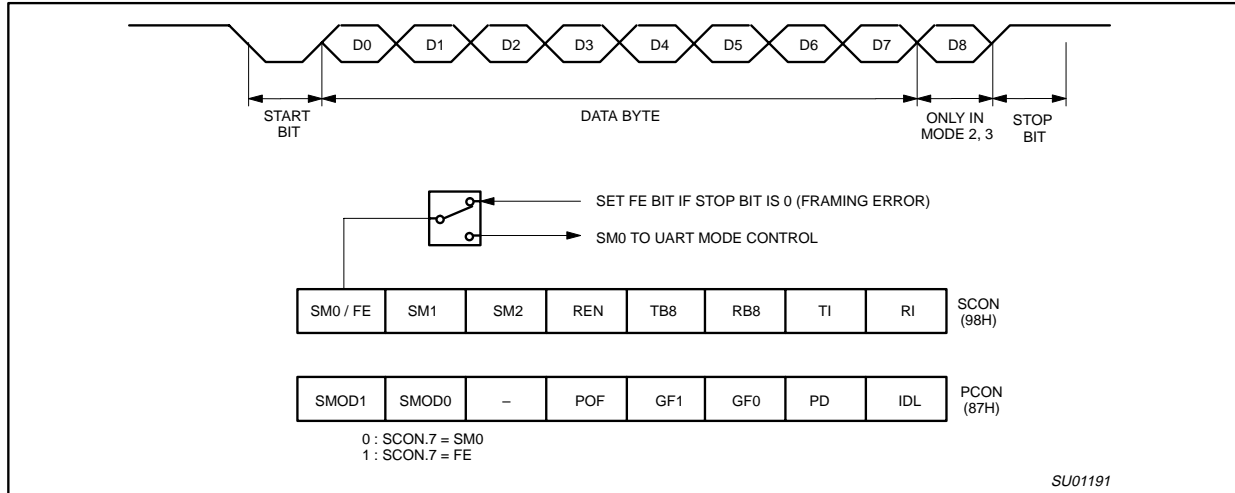 D0 D1 D2 D3 D4 D5 D6 D7 D8
START
BIT
DATA BYTE
ONLY IN
MODE 2, 3
STOP
BIT
SET FE BIT IF STOP BIT IS 0 (FRAMING ERROR)
SM0 TO UART MODE CONTROL
SM0 / FE SM1 SM2 REN TB8 RB8 TI RI
SCON
(98H)
SMOD1 SMOD0 – POF GF1 GF0 PD IDL
PCON
(87H)
0 : SCON.7 = SM0
1 : SCON.7 = FE
SU01191